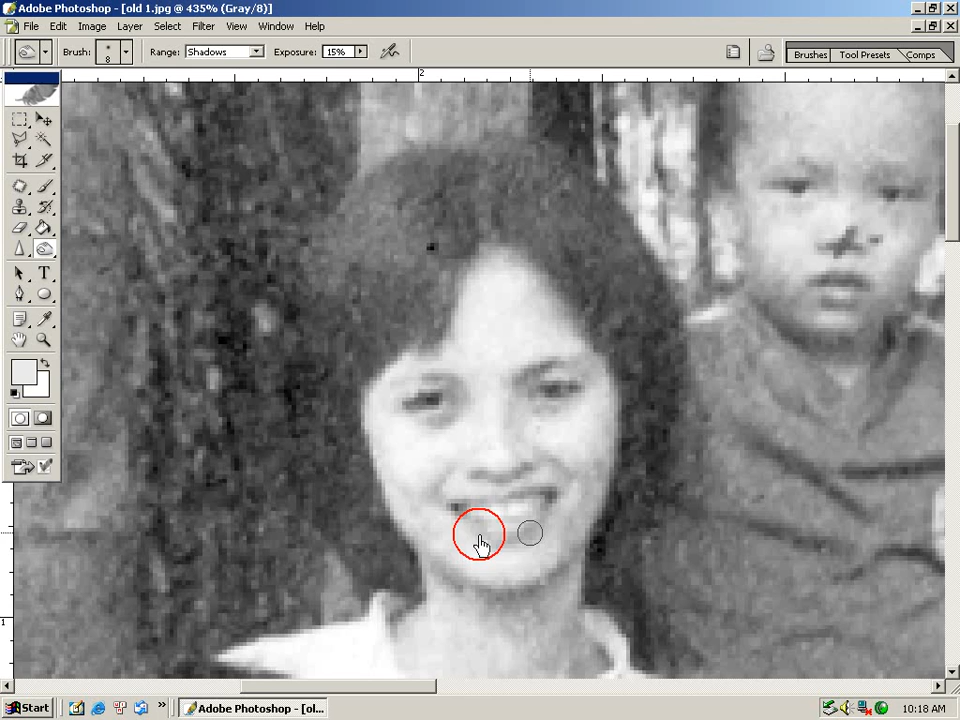 Adobe Photoshop - [old 1.jpg @ 435% (Gray/8)]
File Edit Image Layer Select Filter View Window Help
Brush: 8 Range: Shadows Exposure: 15% Brushes Tool Presets Comps
2
T
1
Start Adobe Photoshop - [ol... 10:18 AM